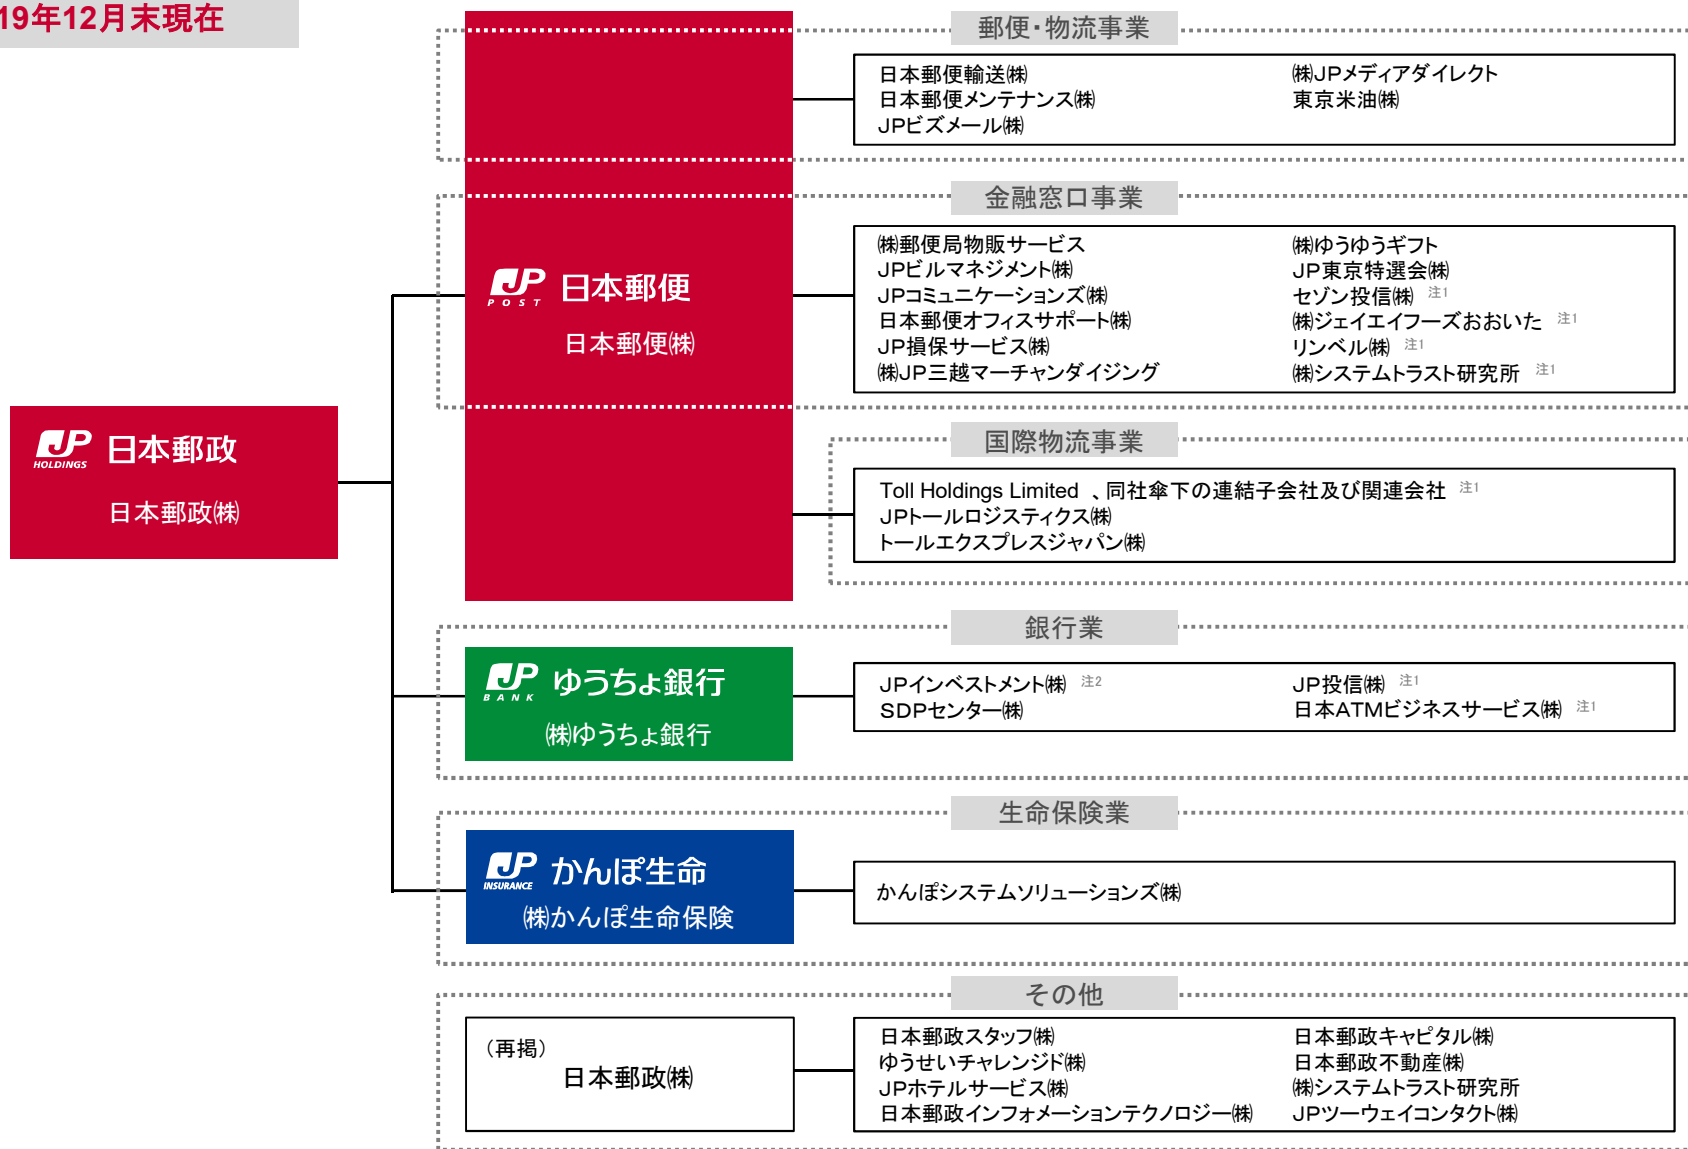 19年12月末現在
郵便・物流事業
日本郵便輸送㈱
日本郵便メンテナンス㈱
JPビズメール㈱
㈱JPメディアダイレクト
東京米油㈱
金融窓口事業
JP POST 日本郵便
日本郵便㈱
㈱郵便局物販サービス
JPビルマネジメント㈱
JPコミュニケーションズ㈱
日本郵便オフィスサポート㈱
JP損保サービス㈱
㈱JP三越マーチャンダイジング
㈱ゆうゆうギフト
JP東京特選会㈱
セゾン投信㈱ 注1
㈱ジェイエイフーズおおいた 注1
リンベル㈱ 注1
㈱システムトラスト研究所 注1
JP HOLDINGS 日本郵政
日本郵政㈱
国際物流事業
Toll Holdings Limited 、同社傘下の連結子会社及び関連会社 注1
JPトールロジスティクス㈱
トールエクスプレスジャパン㈱
銀行業
JP BANK ゆうちょ銀行
㈱ゆうちょ銀行
JPインベストメント㈱ 注2
SDPセンター㈱
JP投信㈱ 注1
日本ATMビジネスサービス㈱ 注1
生命保険業
JP INSURANCE かんぽ生命
㈱かんぽ生命保険
かんぽシステムソリューションズ㈱
その他
（再掲）
日本郵政㈱
日本郵政スタッフ㈱
ゆうせいチャレンジド㈱
JPホテルサービス㈱
日本郵政インフォメーションテクノロジー㈱
日本郵政キャピタル㈱
日本郵政不動産㈱
㈱システムトラスト研究所
JPツーウェイコンタクト㈱